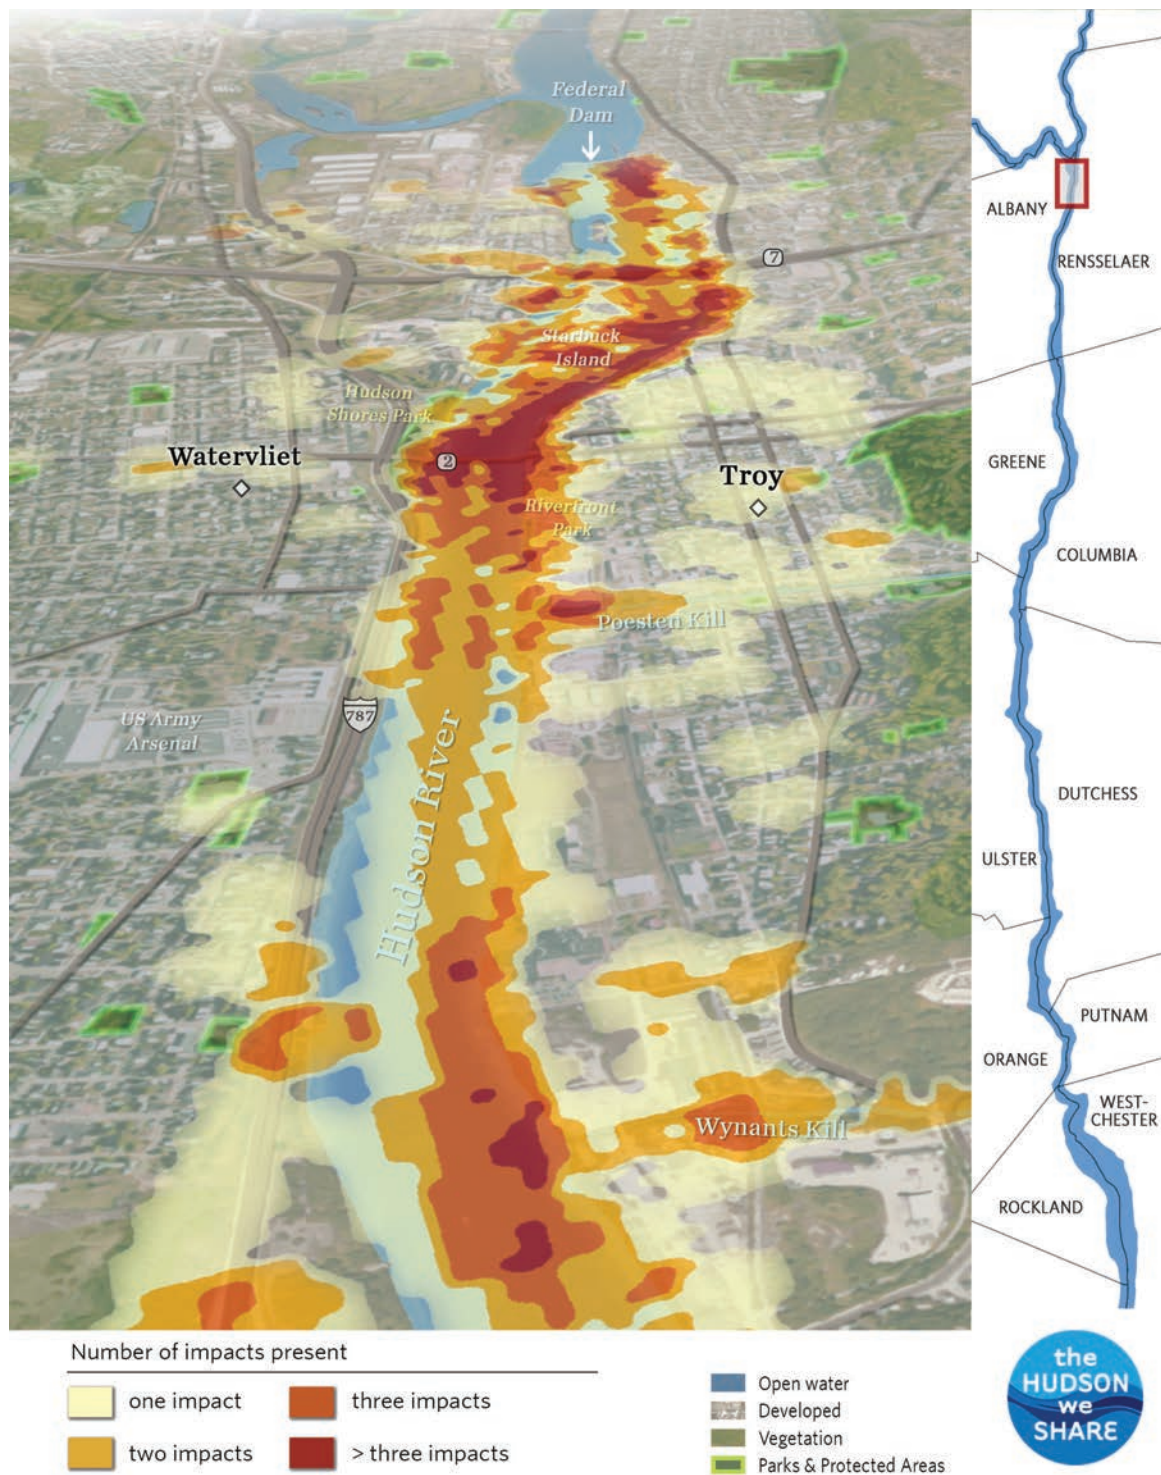 Federal
Dam
ALBANY
RENSSELAER
7
Starbuck
Island
Hudson
Shores Park
Watervliet
2
Troy
GREENE
Riverfront
Park
COLUMBIA
Poesten Kill
US Army
Arsenal
787
Hudson River
DUTCHESS
ULSTER
PUTNAM
ORANGE
WEST-
CHESTER
Wynants Kill
ROCKLAND
Number of impacts present
one impact
three impacts
two impacts
> three impacts
Open water
Developed
Vegetation
Parks & Protected Areas
the
HUDSON
we
SHARE